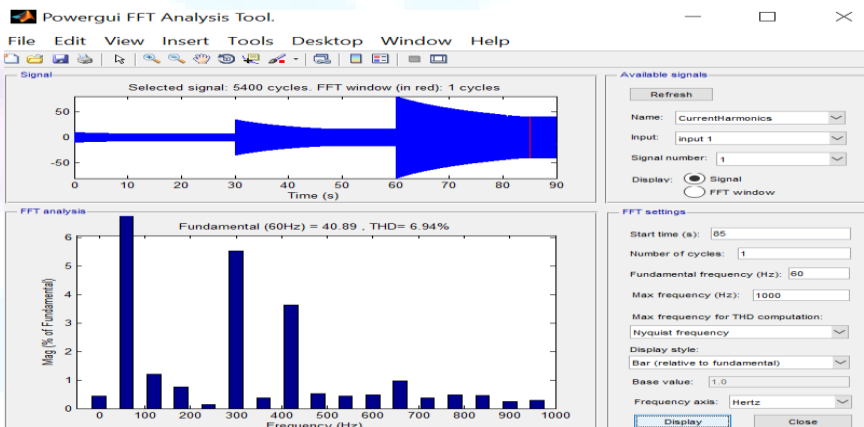 Powergui FFT Analysis Tool.
File Edit View Insert Tools Desktop Window Help
Signal
Selected signal: 5400 cycles. FFT window (in red): 1 cycles
50
0
-50
0 10 20 30 40 50 60 70 80 90
Time (s)
FFT analysis
Fundamental (60Hz) = 40.89 , THD= 6.94%
6
5
4
3
2
1
0
Mag (% of Fundamental)
0 100 200 300 400 500 600 700 800 900 1000
Frequency (Hz)
Available signals
Refresh
Name: CurrentHarmonics
Input: input 1
Signal number: 1
Display: Signal
FFT window
FFT settings
Start time (s): 85
Number of cycles: 1
Fundamental frequency (Hz): 60
Max frequency (Hz): 1000
Max frequency for THD computation:
Nyquist frequency
Display style:
Bar (relative to fundamental)
Base value: 1.0
Frequency axis: Hertz
Display Close